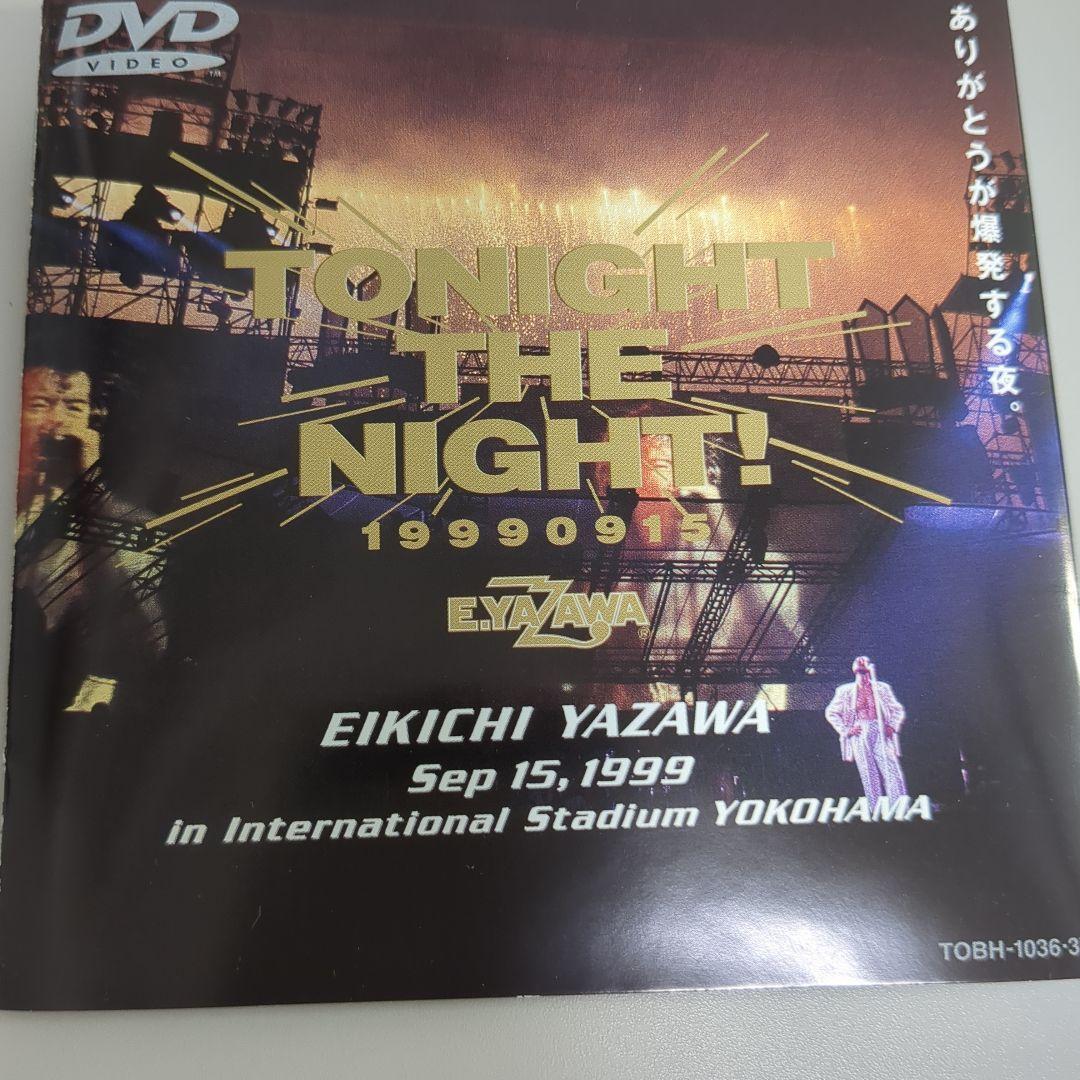 DVD
VIDEO
TM
ありがとうが爆発する夜。
TONIGHT
THE
NIGHT!
19990915
E.YAZAWA
®
EIKICHI YAZAWA
Sep 15, 1999
in International Stadium YOKOHAMA
TOBH-1036·3